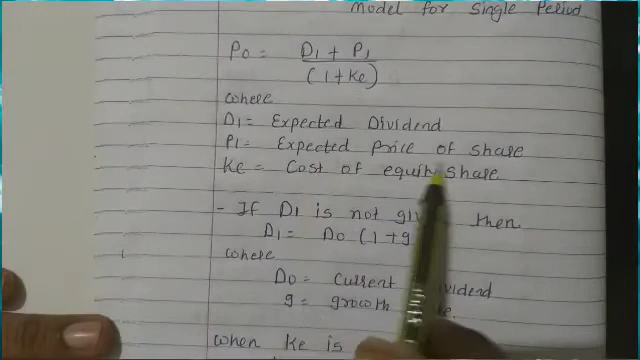 Model for Single Period
P0 = D1 + P1
(1+Ke)
where
D1 = Expected Dividend
P1 = Expected price of share
Ke = Cost of equity share
- If D1 is not then
D1 = D0 (1+g
where
D0 = Current
g = growth
when Ke is